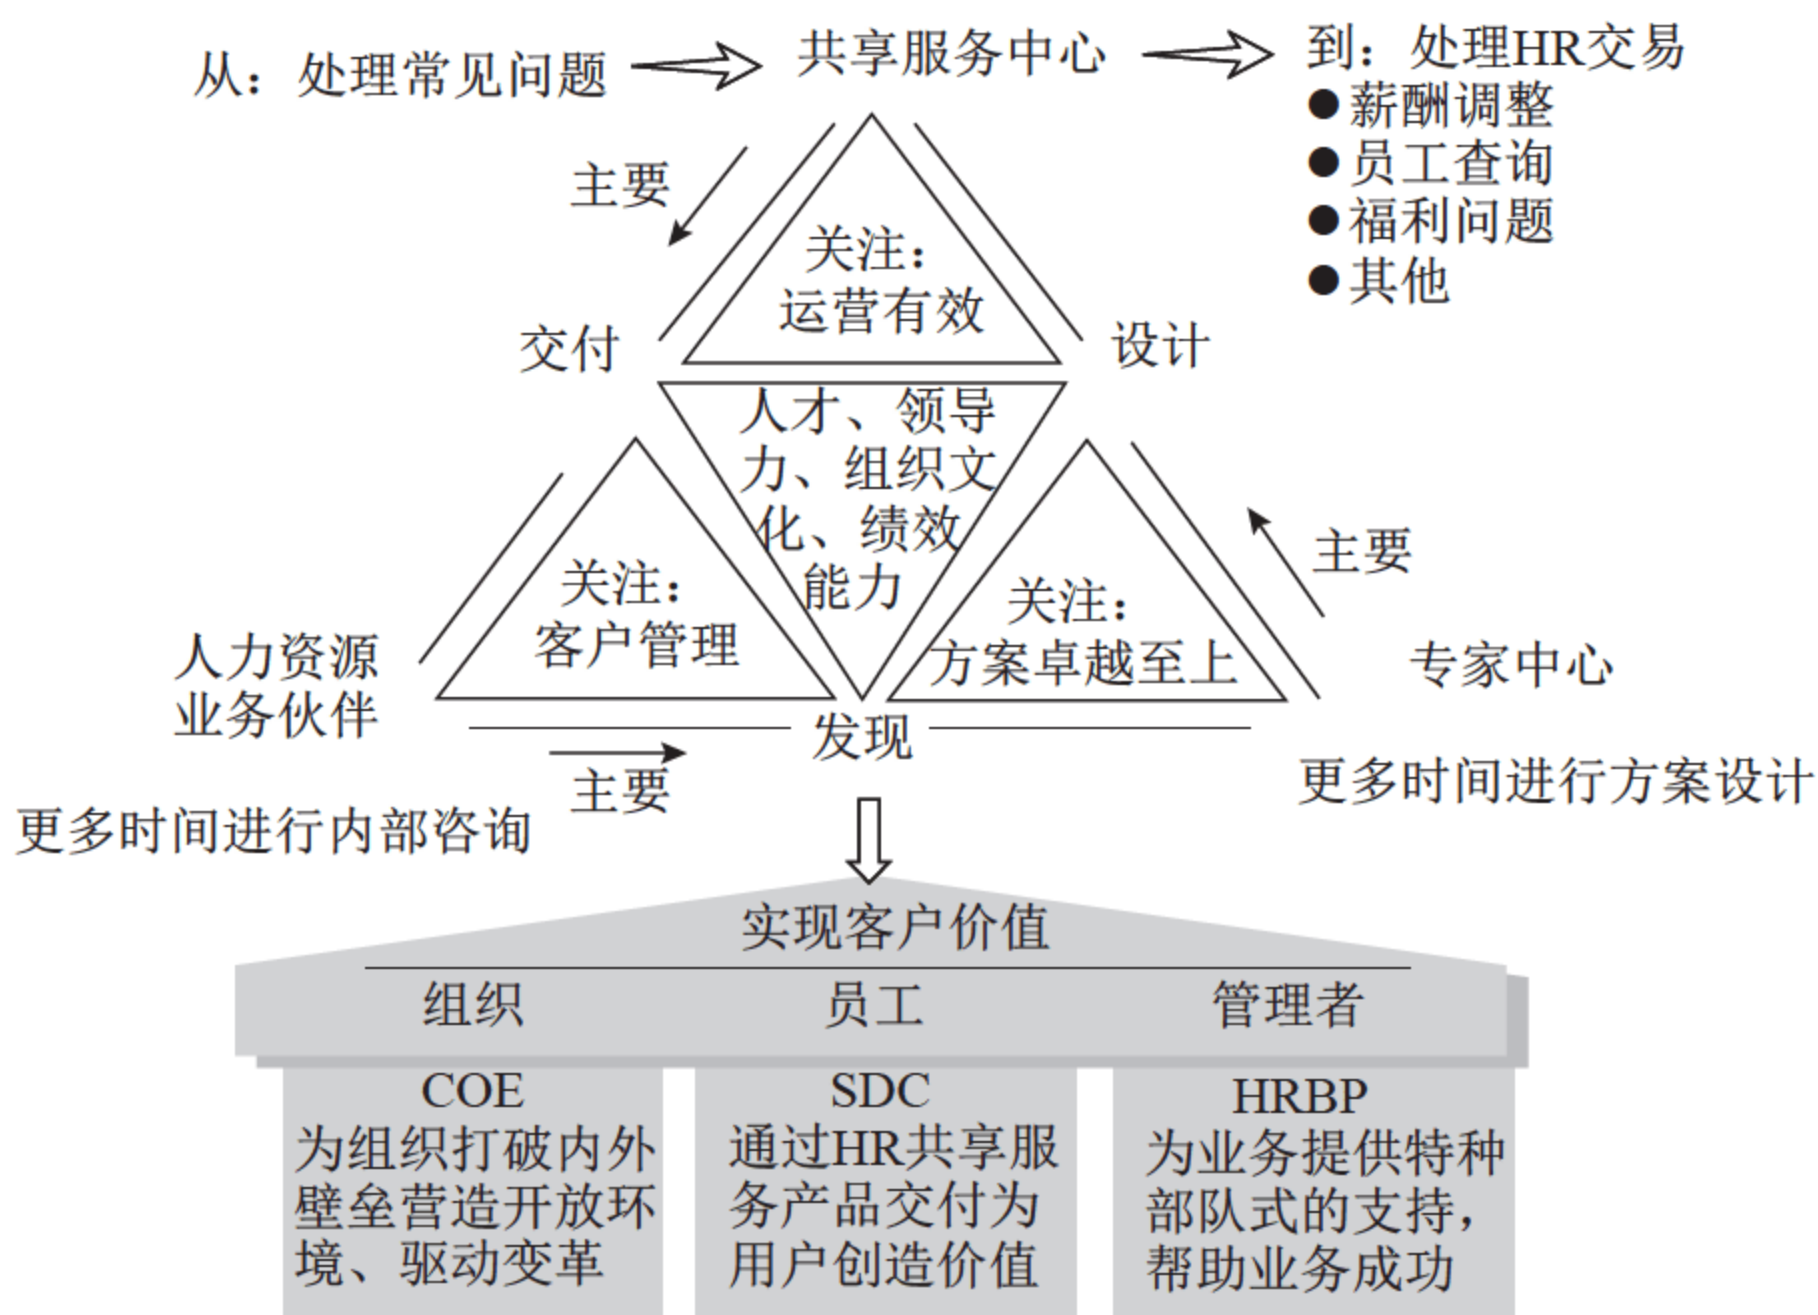 从：处理常见问题
共享服务中心
到：处理HR交易
●薪酬调整
●员工查询
●福利问题
●其他
主要
关注：
运营有效
交付
设计
人才、领导
力、组织文
化、绩效
能力
主要
关注：
客户管理
关注：
方案卓越至上
人力资源
业务伙伴
专家中心
发现
主要
更多时间进行方案设计
更多时间进行内部咨询
实现客户价值
组织
员工
管理者
COE
为组织打破内外
壁垒营造开放环
境、驱动变革
SDC
通过HR共享服
务产品交付为
用户创造价值
HRBP
为业务提供特种
部队式的支持，
帮助业务成功